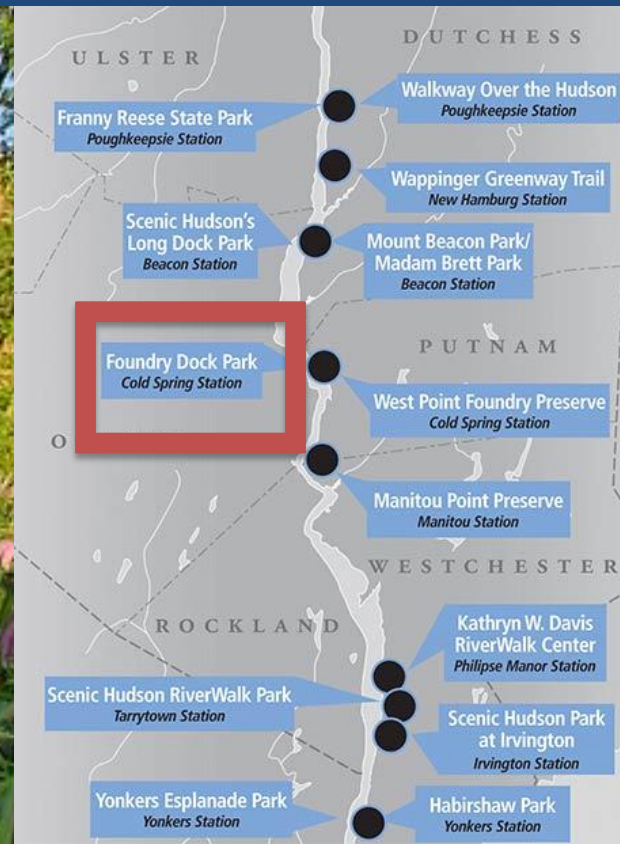 ULSTER
DUTCHESS
Walkway Over the Hudson
Poughkeepsie Station
Franny Reese State Park
Poughkeepsie Station
Wappinger Greenway Trail
New Hamburg Station
Scenic Hudson's
Long Dock Park
Beacon Station
Mount Beacon Park/
Madam Brett Park
Beacon Station
PUTNAM
Foundry Dock Park
Cold Spring Station
West Point Foundry Preserve
Cold Spring Station
O
Manitou Point Preserve
Manitou Station
WESTCHESTER
ROCKLAND
Kathryn W. Davis
RiverWalk Center
Philipse Manor Station
Scenic Hudson RiverWalk Park
Tarrytown Station
Scenic Hudson Park
at Irvington
Irvington Station
Yonkers Esplanade Park
Yonkers Station
Habirshaw Park
Yonkers Station